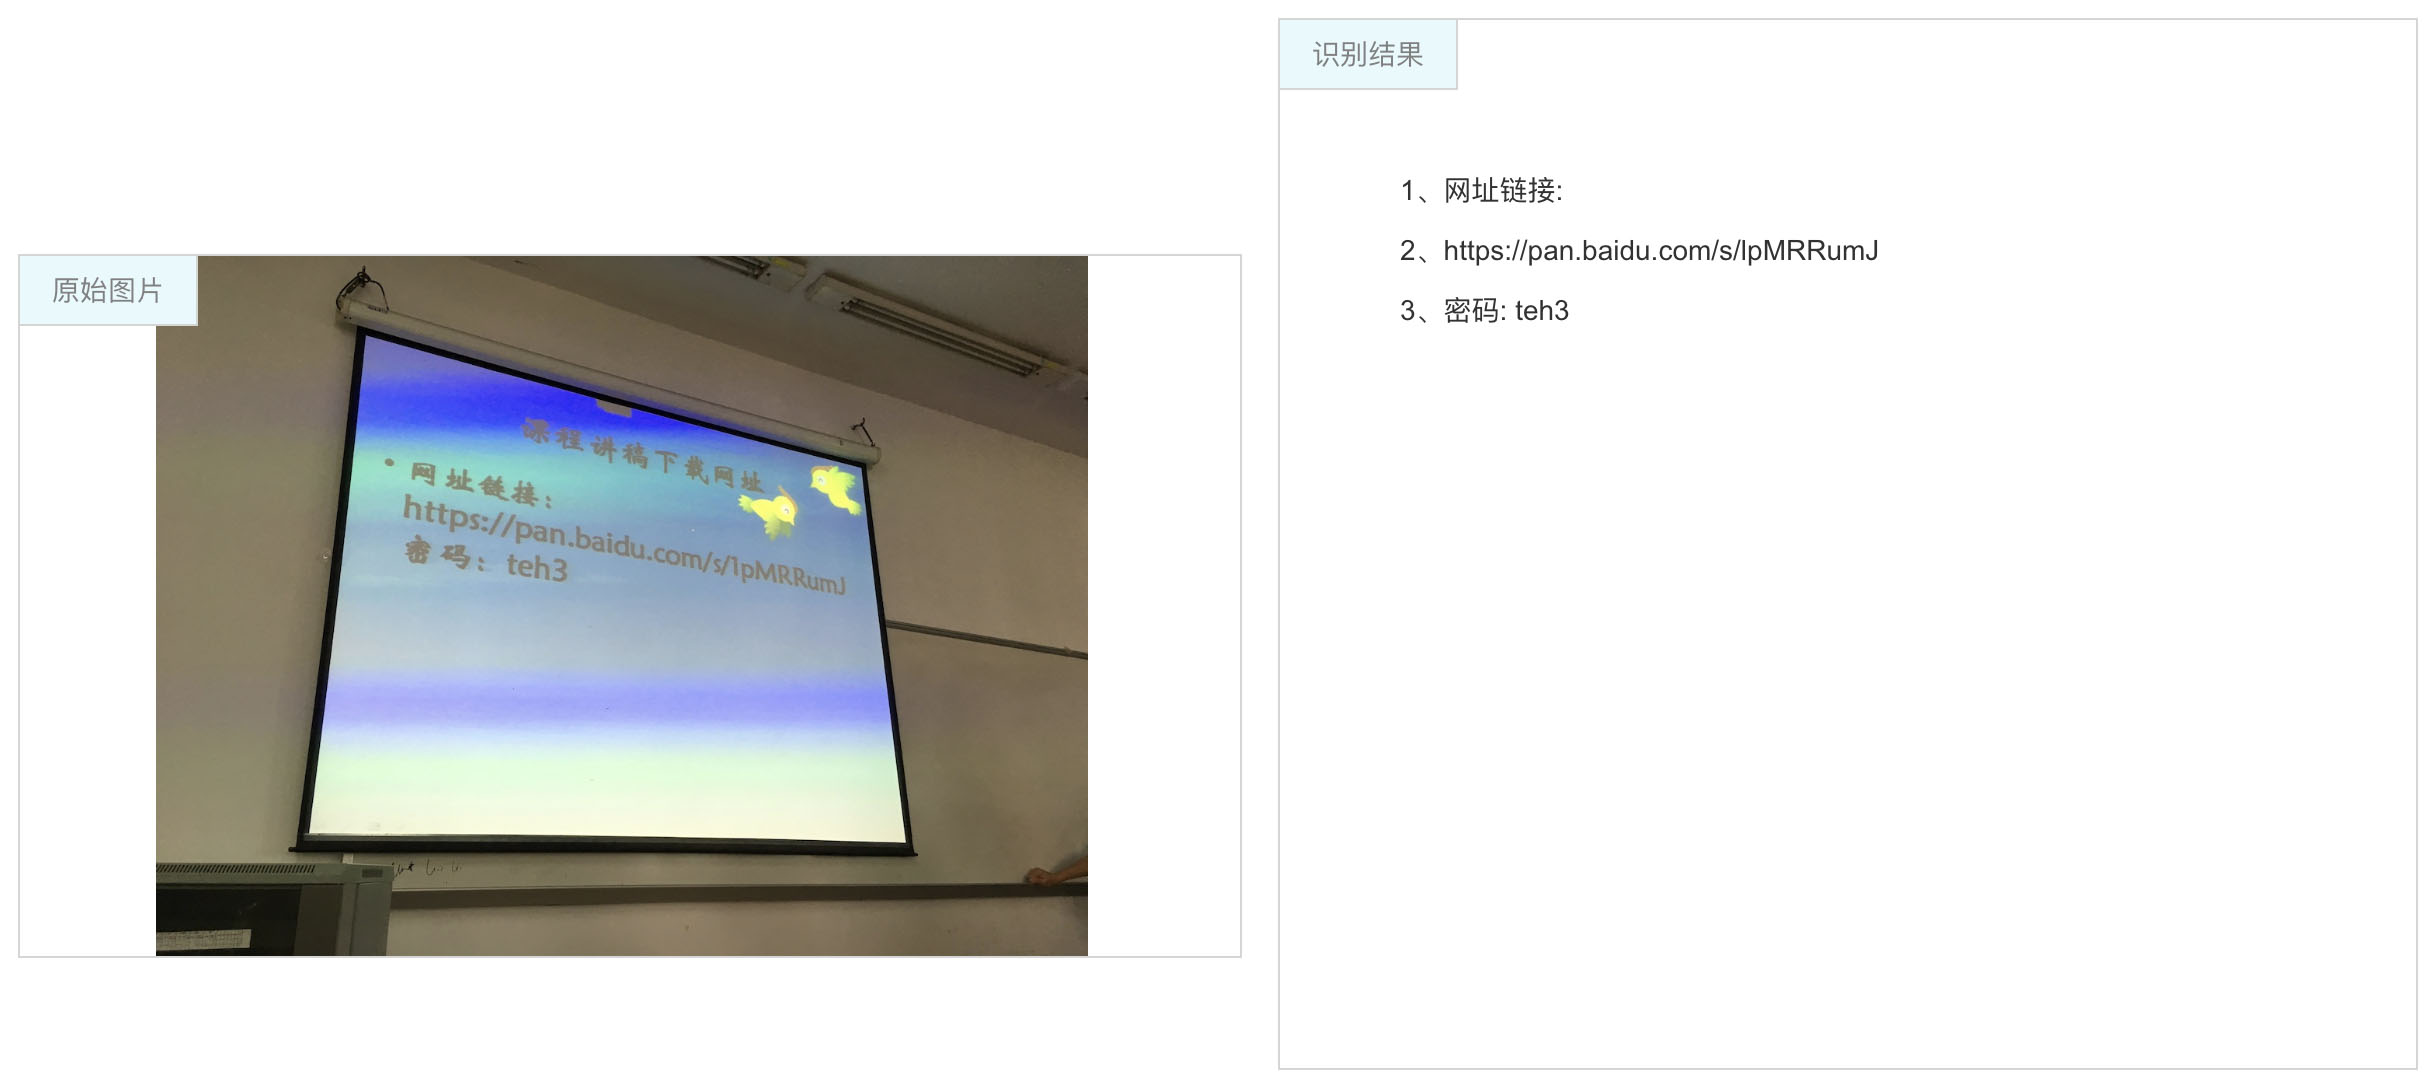 原始图片
课程讲稿下载网址
• 网址链接：
https://pan.baidu.com/s/1pMRRumJ
密码：teh3
识别结果
1、网址链接:
2、https://pan.baidu.com/s/lpMRRumJ
3、密码: teh3